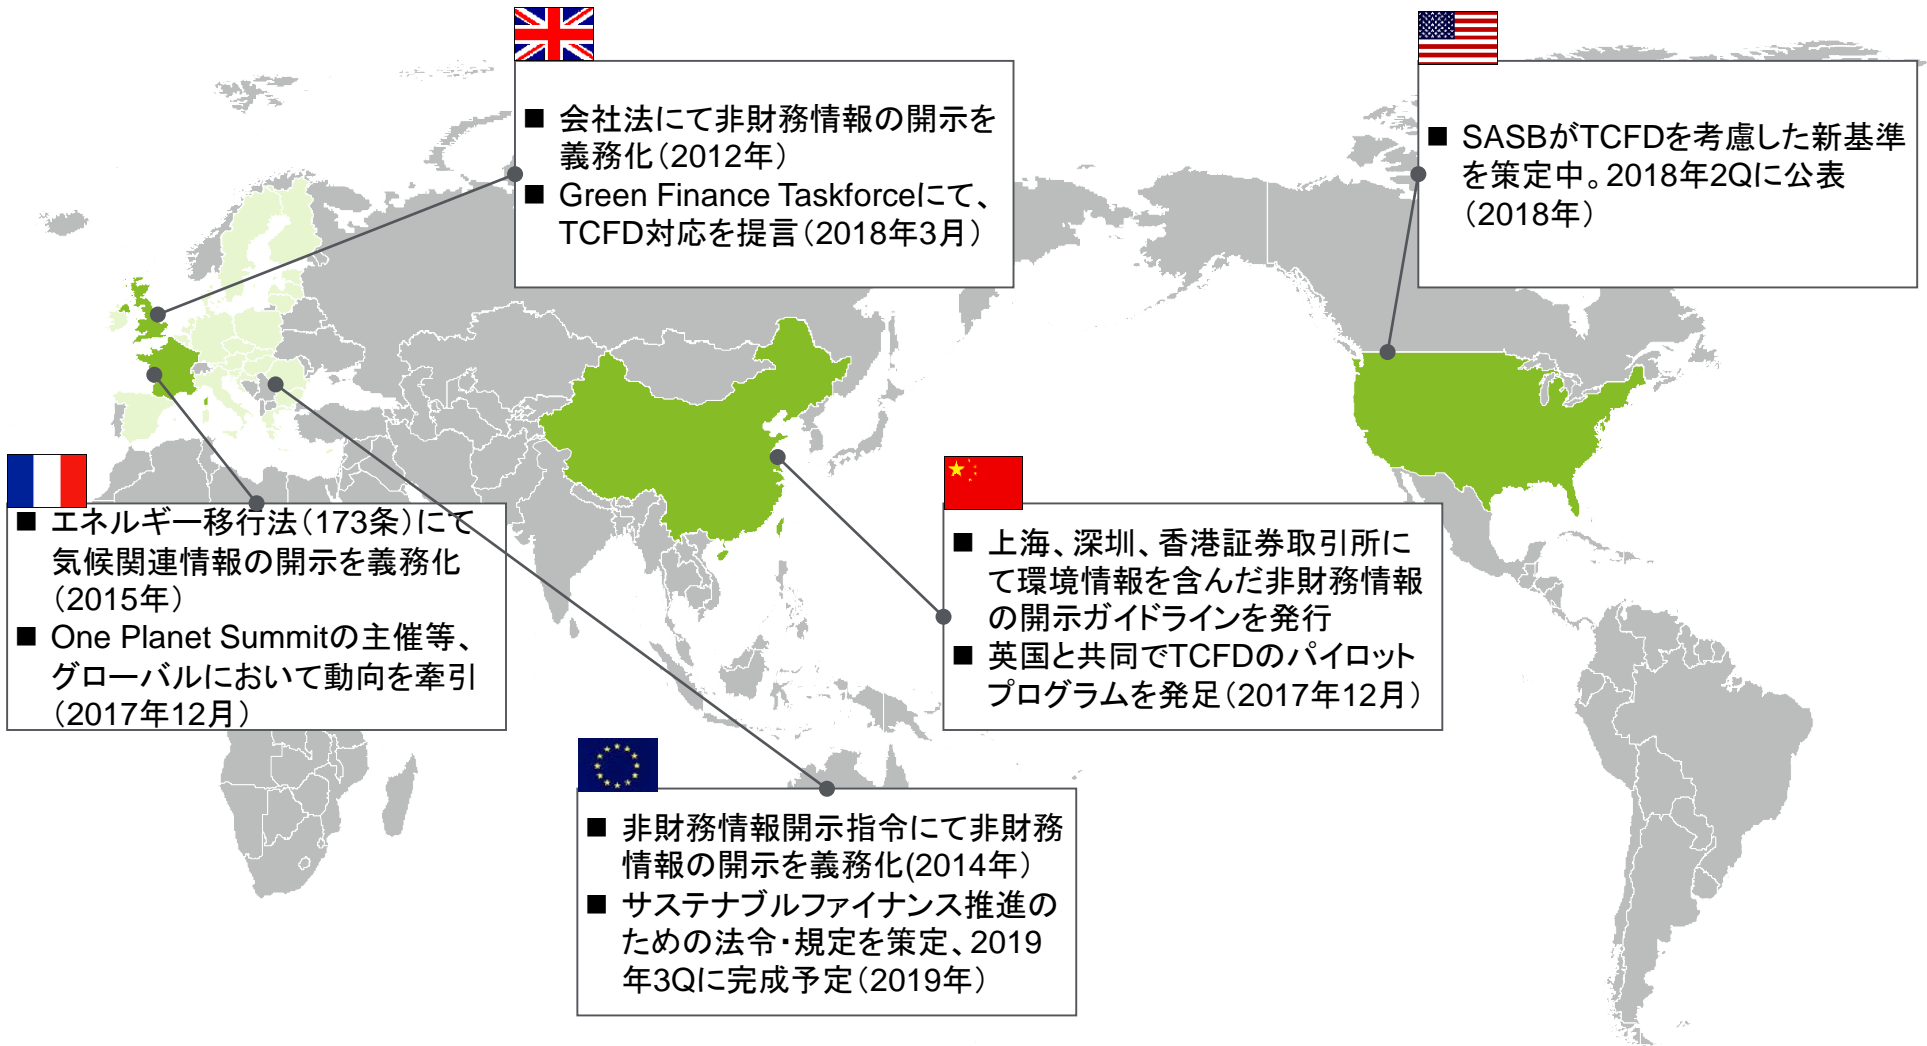 ■ 会社法にて非財務情報の開示を
義務化（2012年）
■ Green Finance Taskforceにて、
TCFD対応を提言（2018年3月）
■ SASBがTCFDを考慮した新基準
を策定中。2018年2Qに公表
（2018年）
■ エネルギー移行法（173条）にて
気候関連情報の開示を義務化
（2015年）
■ One Planet Summitの主催等、
グローバルにおいて動向を牽引
（2017年12月）
■ 上海、深圳、香港証券取引所に
て環境情報を含んだ非財務情報
の開示ガイドラインを発行
■ 英国と共同でTCFDのパイロット
プログラムを発足（2017年12月）
■ 非財務情報開示指令にて非財務
情報の開示を義務化(2014年）
■ サステナブルファイナンス推進の
ための法令・規定を策定、2019
年3Qに完成予定（2019年）